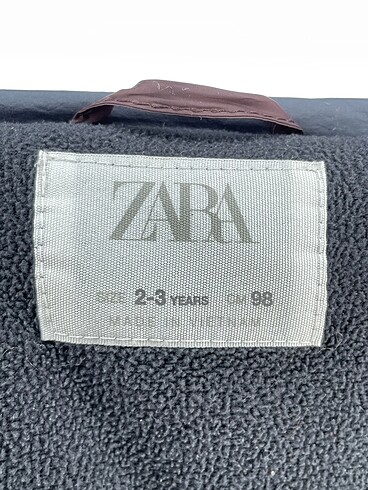 ZARA
SIZE 2-3 YEARS CM 98
MADE IN VIETNAM